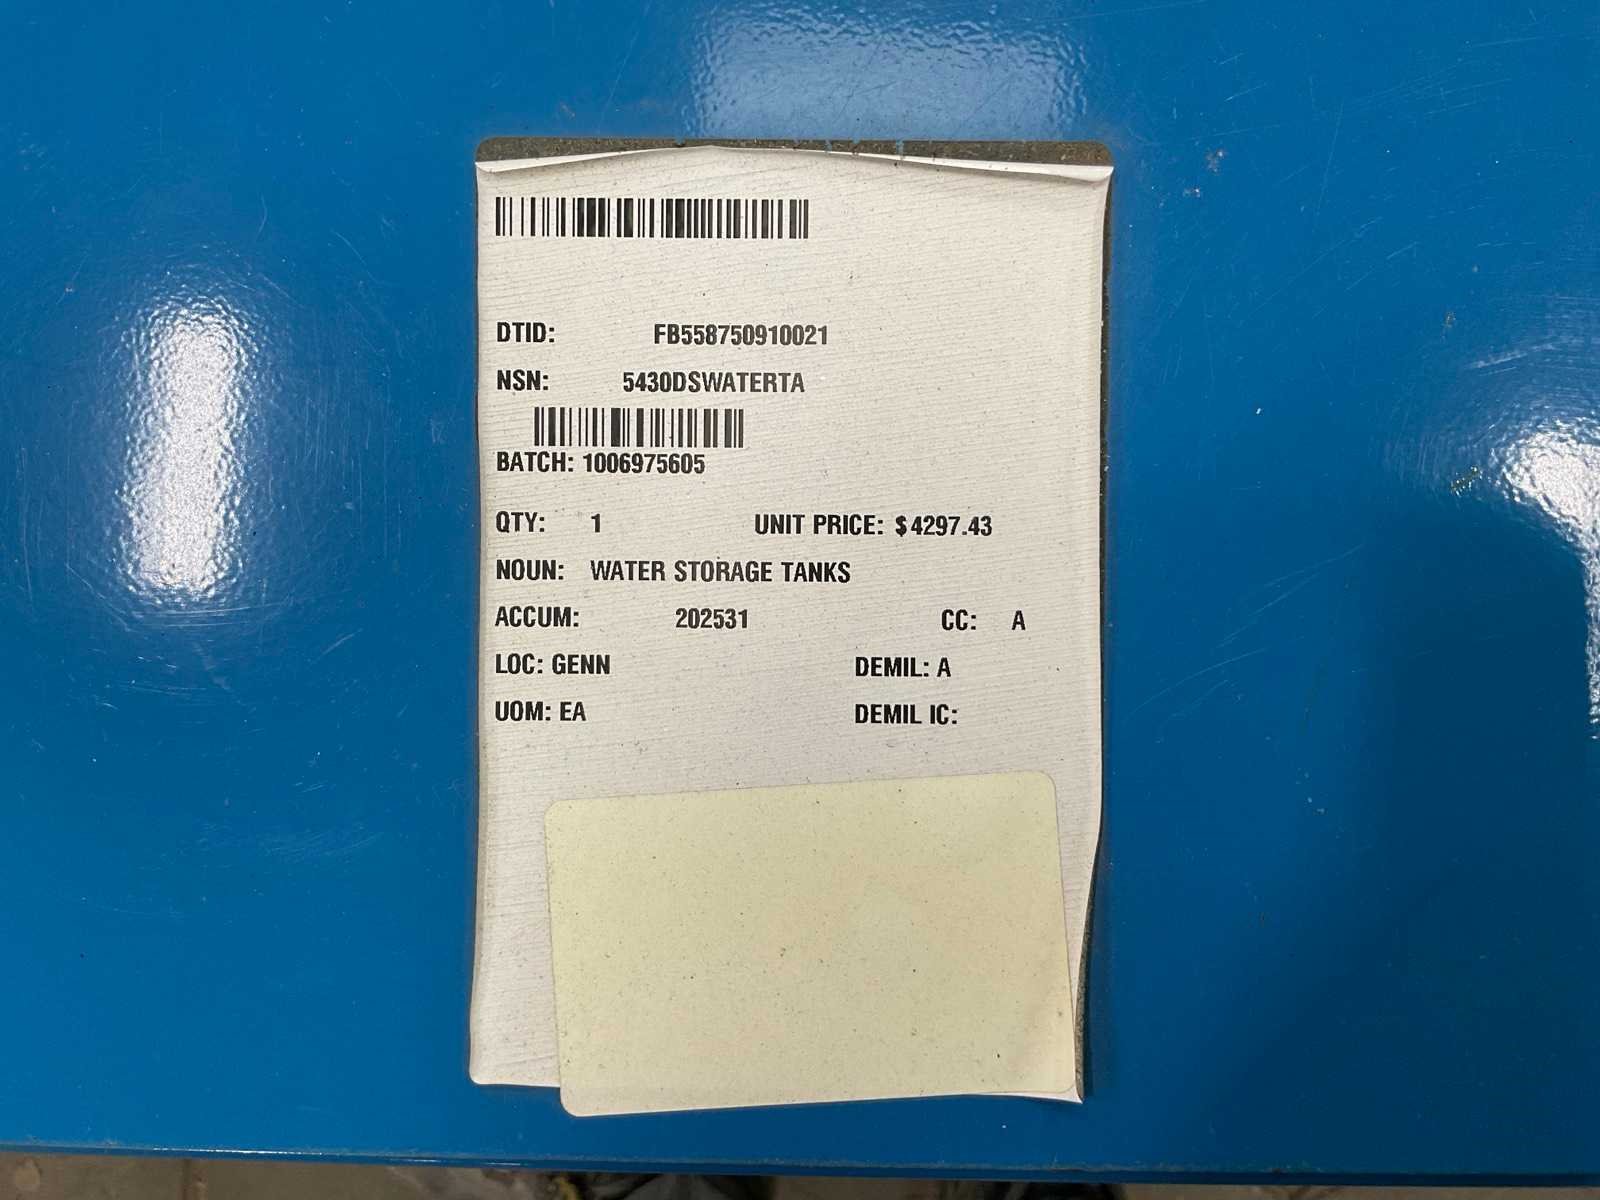 DTID: FB558750910021
NSN: 5430DSWATERTA
BATCH: 1006975605
QTY: 1 UNIT PRICE: $4297.43
NOUN: WATER STORAGE TANKS
ACCUM: 202531 CC: A
LOC: GENN DEMIL: A
UOM: EA DEMIL IC: